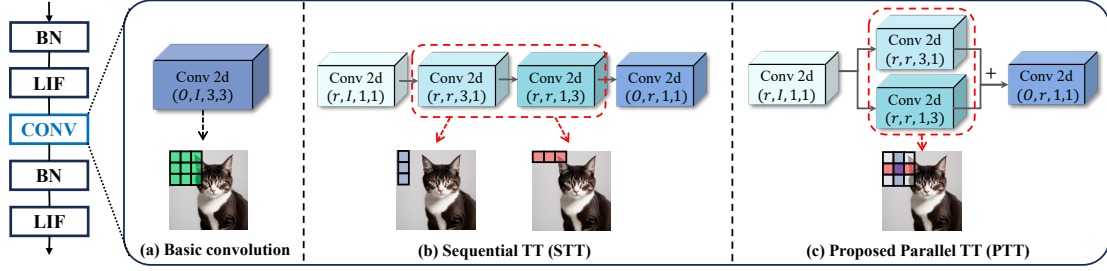 BN
LIF
CONV
BN
LIF
Conv 2d
(O, I, 3,3)
(a) Basic convolution
Conv 2d
(r, I, 1,1)
Conv 2d
(r, r, 3,1)
Conv 2d
(r, r, 1,3)
Conv 2d
(O, r, 1,1)
(b) Sequential TT (STT)
Conv 2d
(r, I, 1,1)
Conv 2d
(r, r, 3,1)
Conv 2d
(r, r, 1,3)
+
Conv 2d
(O, r, 1,1)
(c) Proposed Parallel TT (PTT)